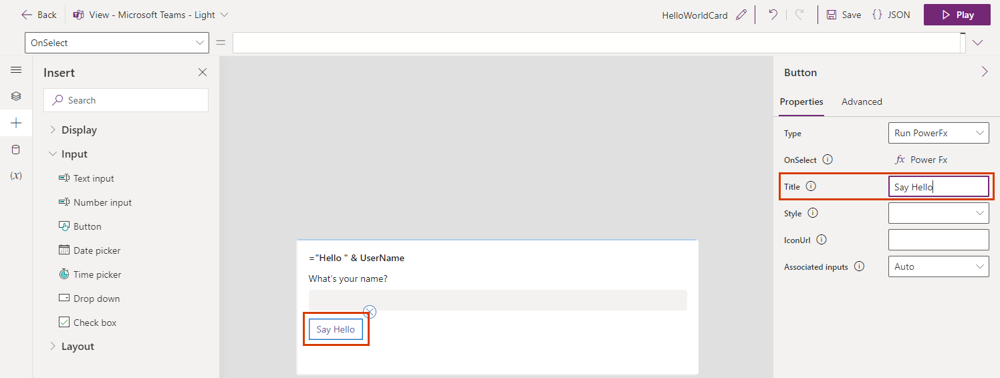 Back View - Microsoft Teams - Light HelloWorldCard Save {} JSON Play
OnSelect =
Insert
Search
Display
Input
Text input
Number input
Button
Date picker
Time picker
Drop down
Check box
Layout
(x)
="Hello " & UserName
What's your name?
Say Hello
Button
Properties Advanced
Type Run PowerFx
OnSelect fx Power Fx
Title Say Hello
Style
IconUrl
Associated inputs Auto